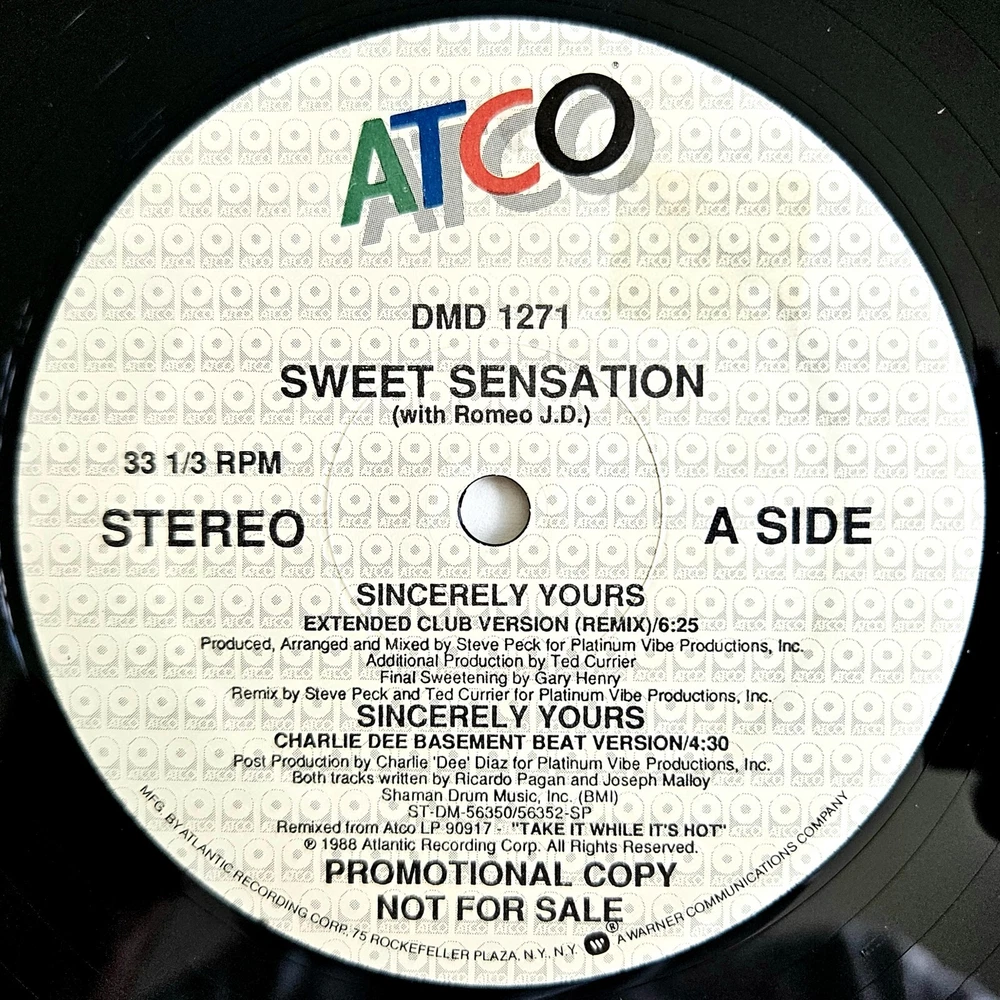 ATCO®
DMD 1271
SWEET SENSATION
(with Romeo J.D.)
33 1/3 RPM
STEREO
A SIDE
SINCERELY YOURS
EXTENDED CLUB VERSION (REMIX)/6:25
Produced, Arranged and Mixed by Steve Peck for Platinum Vibe Productions, Inc.
Additional Production by Ted Currier
Final Sweetening by Gary Henry
Remix by Steve Peck and Ted Currier for Platinum Vibe Productions, Inc.
SINCERELY YOURS
CHARLIE DEE BASEMENT BEAT VERSION/4:30
Post Production by Charlie 'Dee' Diaz for Platinum Vibe Productions, Inc.
Both tracks written by Ricardo Pagan and Joseph Malloy
Shaman Drum Music, Inc. (BMI)
ST-DM-56350/56352-SP
Remixed from Atco LP 90917 - "TAKE IT WHILE IT'S HOT"
℗ 1988 Atlantic Recording Corp. All Rights Reserved.
PROMOTIONAL COPY
NOT FOR SALE
MFG. BY ATLANTIC RECORDING CORP. 75 ROCKEFELLER PLAZA, N.Y., N.Y. ® A WARNER COMMUNICATIONS COMPANY